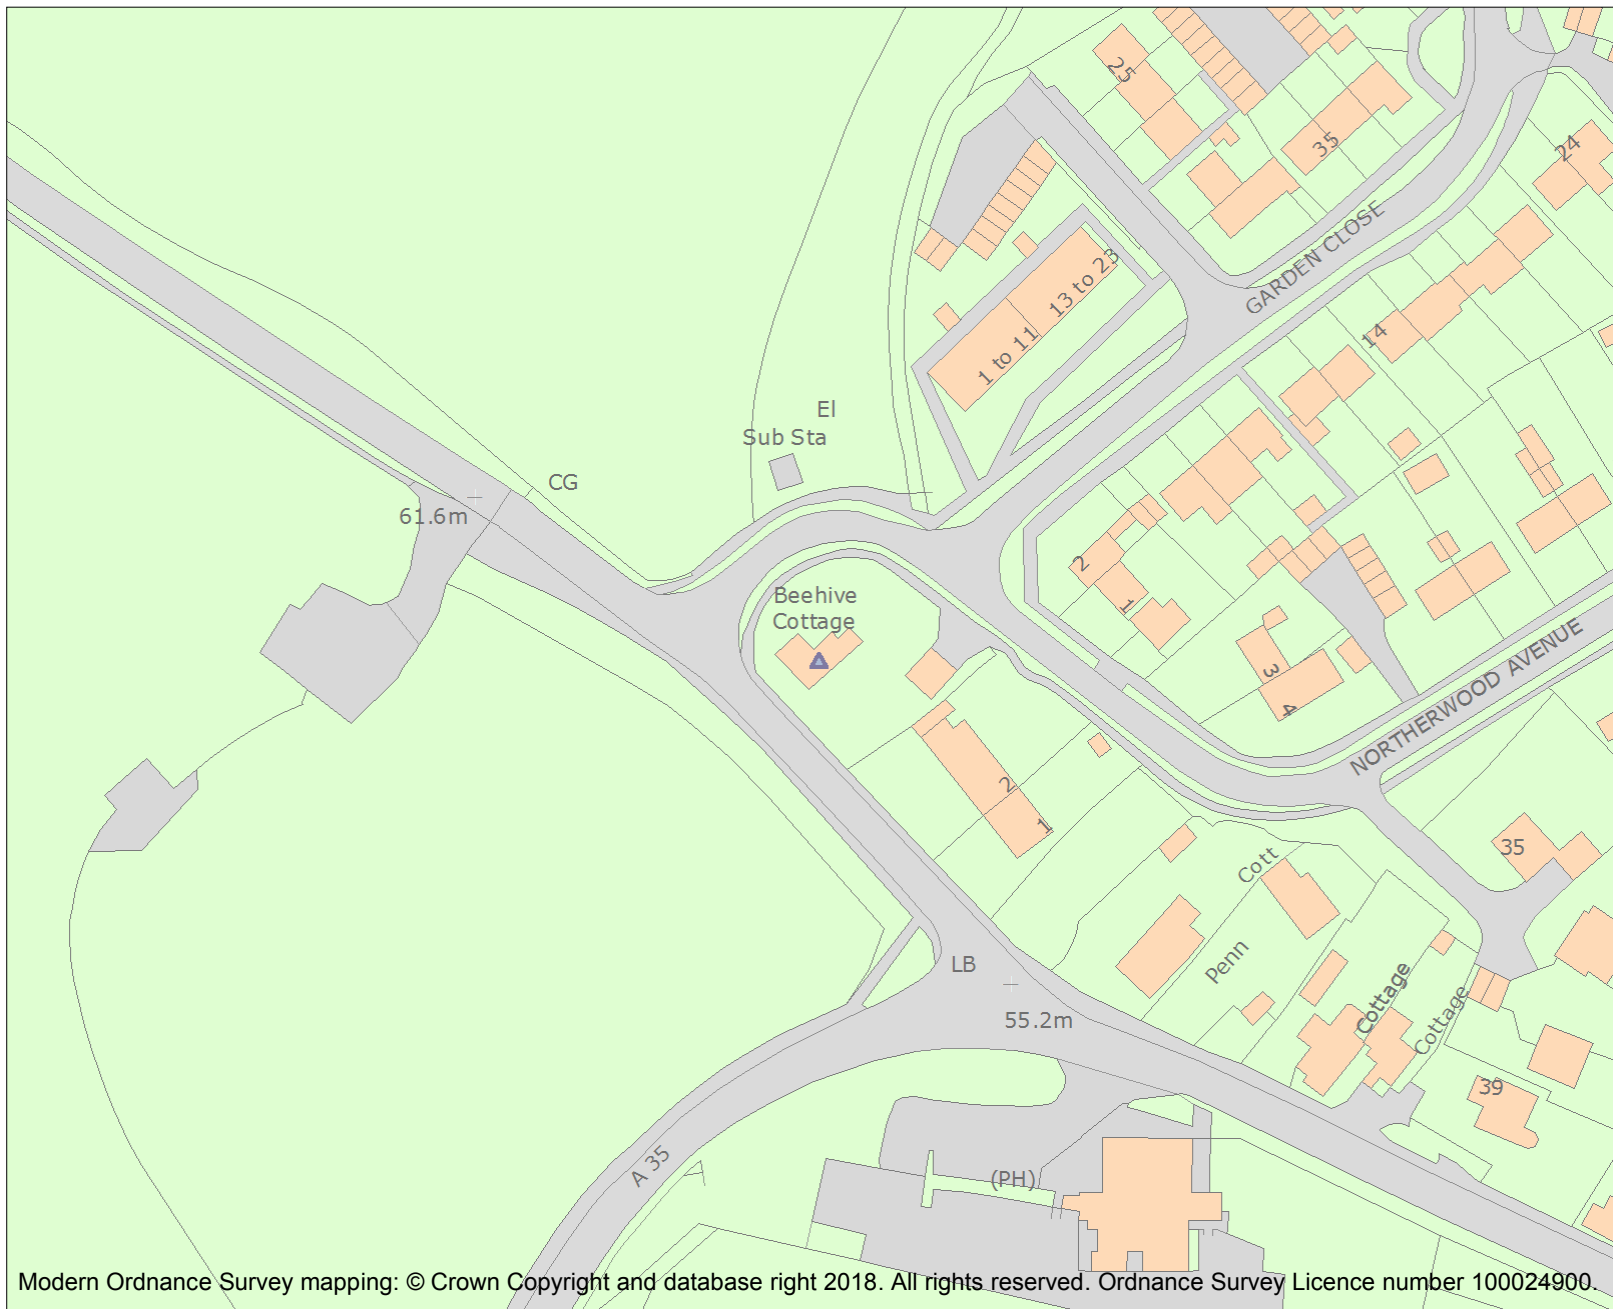 25
35
24
GARDEN CLOSE
13 to 23
1 to 11
14
El
Sub Sta
CG
61.6m
2
1
Beehive
Cottage
3
4
NORTHERWOOD AVENUE
2
1
35
Cott
Penn
LB
55.2m
Cottage
Cottage
39
A 35
(PH)
Modern Ordnance Survey mapping: © Crown Copyright and database right 2018. All rights reserved. Ordnance Survey Licence number 100024900.